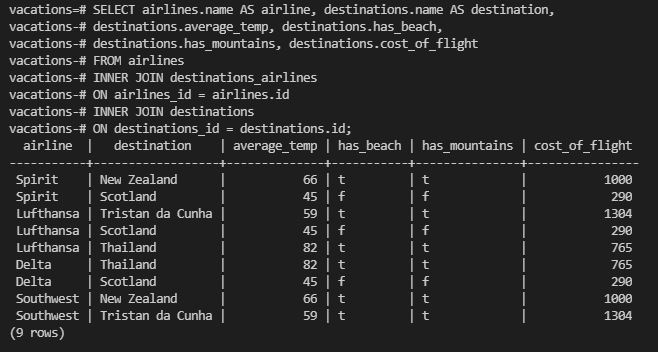 vacations=# SELECT airlines.name AS airline, destinations.name AS destination,
vacations-# destinations.average_temp, destinations.has_beach,
vacations-# destinations.has_mountains, destinations.cost_of_flight
vacations-# FROM airlines
vacations-# INNER JOIN destinations_airlines
vacations-# ON airlines_id = airlines.id
vacations-# INNER JOIN destinations
vacations-# ON destinations_id = destinations.id;
  airline  |   destination    | average_temp | has_beach | has_mountains | cost_of_flight
-----------+------------------+--------------+-----------+---------------+----------------
 Spirit    | New Zealand      |           66 | t         | t             |           1000
 Spirit    | Scotland         |           45 | f         | f             |            290
 Lufthansa | Tristan da Cunha |           59 | t         | t             |           1304
 Lufthansa | Scotland         |           45 | f         | f             |            290
 Lufthansa | Thailand         |           82 | t         | t             |            765
 Delta     | Thailand         |           82 | t         | t             |            765
 Delta     | Scotland         |           45 | f         | f             |            290
 Southwest | New Zealand      |           66 | t         | t             |           1000
 Southwest | Tristan da Cunha |           59 | t         | t             |           1304
(9 rows)